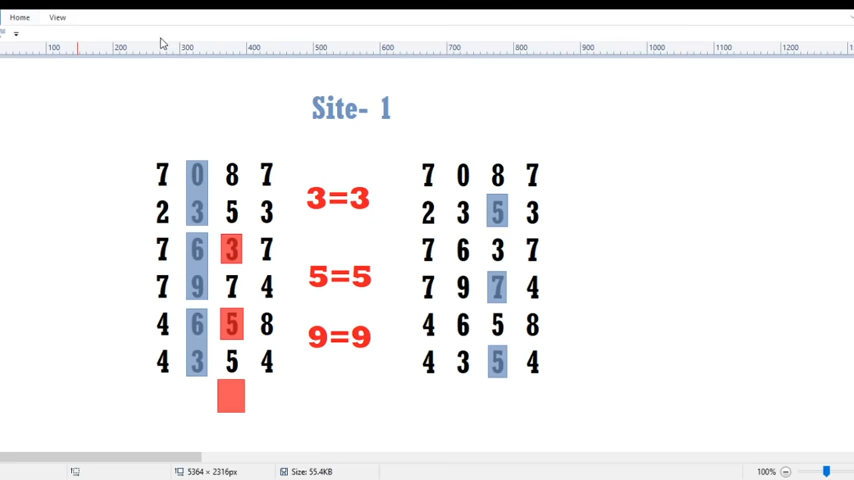 Home View
100 200 300 400 500 600 700 800 900 1000 1100 1200
Site- 1
7 0 8 7 7 0 8 7
3=3
2 3 5 3 2 3 5 3
7 6 3 7 7 6 3 7
5=5
7 9 7 4 7 9 7 4
4 6 5 8 4 6 5 8
9=9
4 3 5 4 4 3 5 4
5364 × 2316px Size: 55.4KB 100%